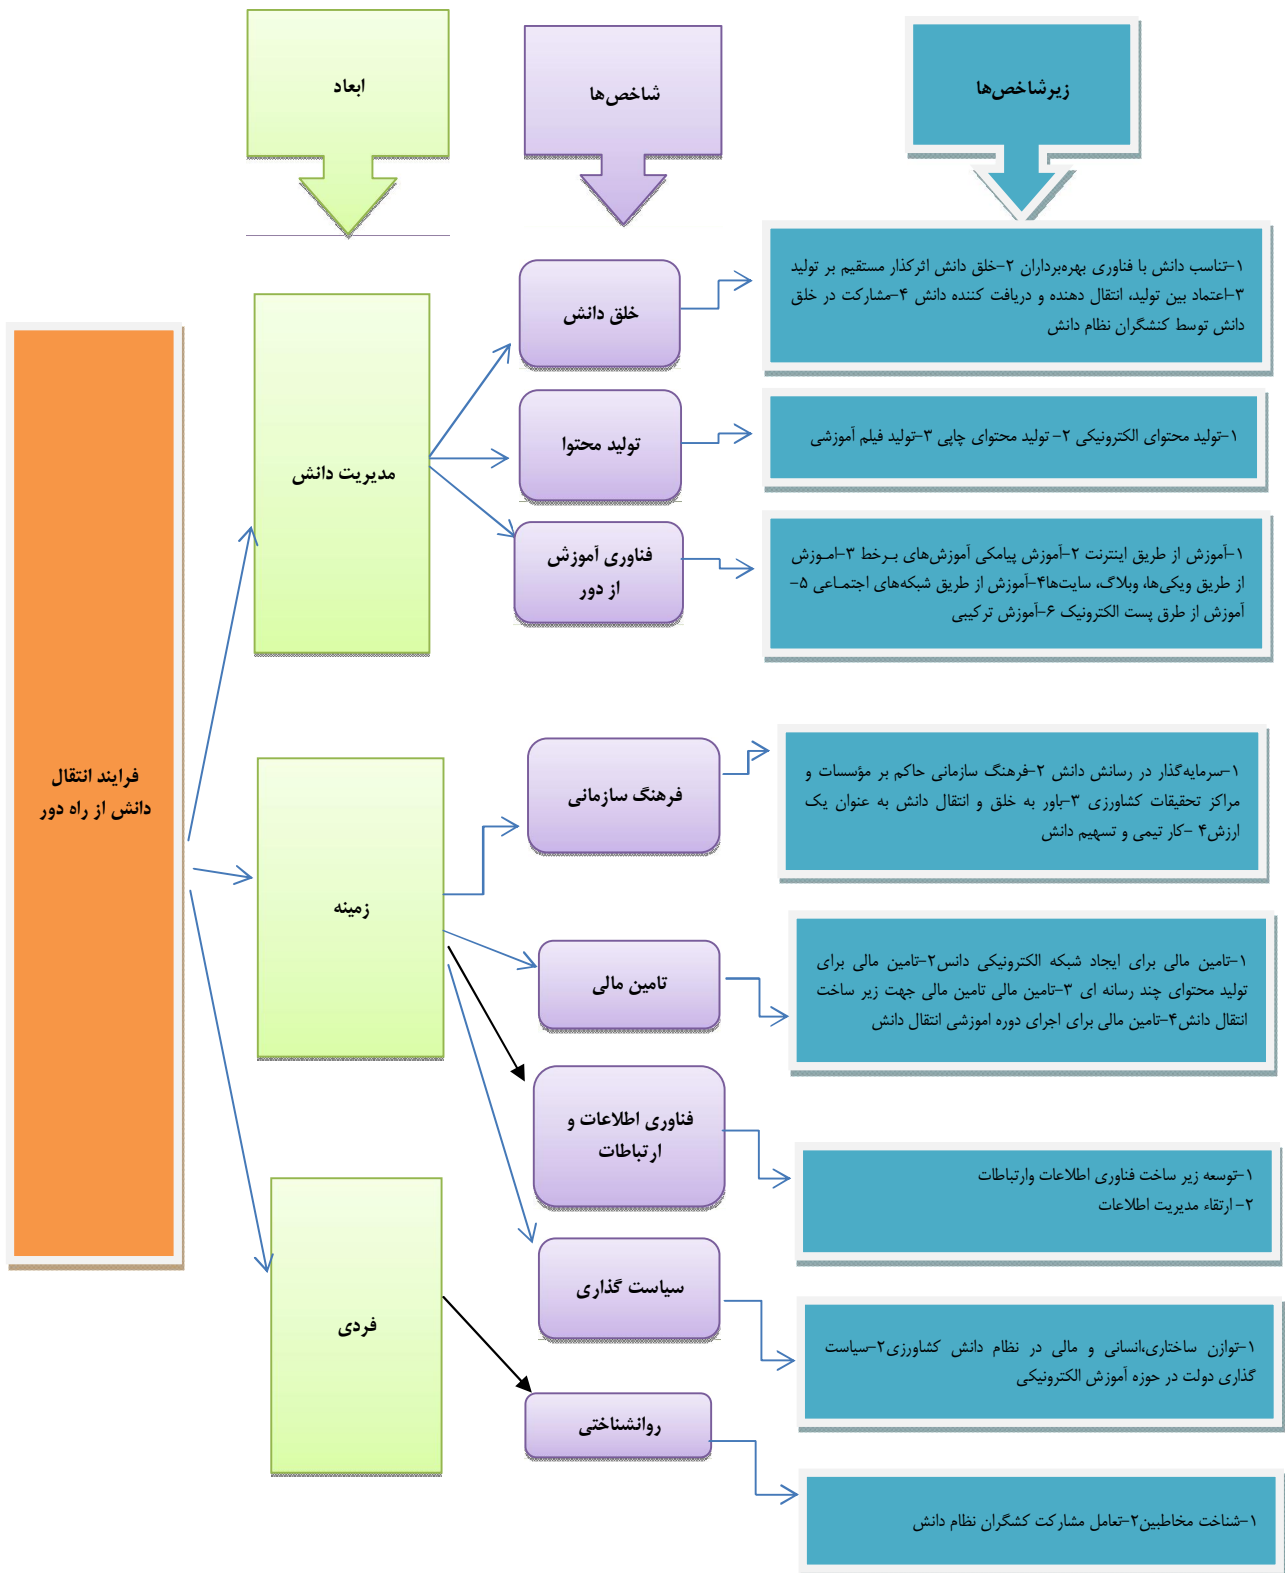 ابعاد
شاخص‌ها
زیرشاخص‌ها
فرایند انتقال
دانش از راه دور
مدیریت دانش
خلق دانش
۱-تناسب دانش با فناوری بهره‌برداران ۲-خلق دانش اثرکذار مستقیم بر تولید
۳-اعتماد بین تولید، انتقال دهنده و دریافت کننده دانش ۴-مشارکت در خلق
دانش توسط کنشگران نظام دانش
تولید محتوا
۱-تولید محتوای الکترونیکی ۲- تولید محتوای چاپی ۳-تولید فیلم آموزشی
فناوری آموزش
از دور
۱-آموزش از طریق اینترنت ۲-آموزش پیامکی آموزش‌های بـرخط ۳-امـوزش
از طریق ویکی‌ها، وبلاگ، سایت‌ها۴-آموزش از طریق شبکه‌های اجتمـاعی ۵-
آموزش از طرق پست الکترونیک ۶-آموزش ترکیبی
زمینه
فرهنگ سازمانی
۱-سرمایه‌گذار در رسانش دانش ۲-فرهنگ سازمانی حاکم بر مؤسسات و
مراکز تحقیقات کشاورزی ۳-باور به خلق و انتقال دانش به عنوان یک
ارزش۴ -کار تیمی و تسهیم دانش
تامین مالی
۱-تامین مالی برای ایجاد شبکه الکترونیکی دانس۲-تامین مالی برای
تولید محتوای چند رسانه ای ۳-تامین مالی تامین مالی جهت زیر ساخت
انتقال دانش۴-تامین مالی برای اجرای دوره اموزشی انتقال دانش
فناوری اطلاعات و
ارتباطات
۱-توسعه زیر ساخت فناوری اطلاعات وارتباطات
۲- ارتقاء مدیریت اطلاعات
سیاست گذاری
۱-توازن ساختاری،انسانی و مالی در نظام دانش کشاورزی۲-سیاست
گذاری دولت در حوزه آموزش الکترونیکی
فردی
روانشناختی
۱-شناخت مخاطبین۲-تعامل مشارکت کشگران نظام دانش